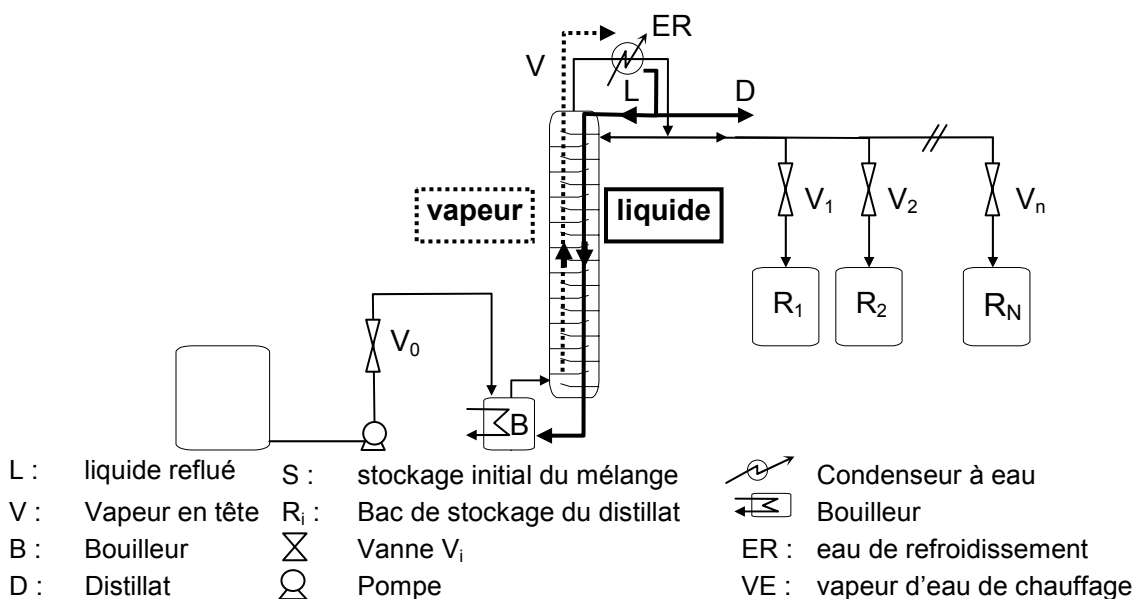 ER
V
L
D
vapeur
liquide
V₁
V₂
Vₙ
R₁
R₂
R_N
V₀
B
L : liquide reflué
S : stockage initial du mélange
Condenseur à eau
V : Vapeur en tête
Rᵢ : Bac de stockage du distillat
Bouilleur
B : Bouilleur
Vanne Vᵢ
ER : eau de refroidissement
D : Distillat
Pompe
VE : vapeur d'eau de chauffage